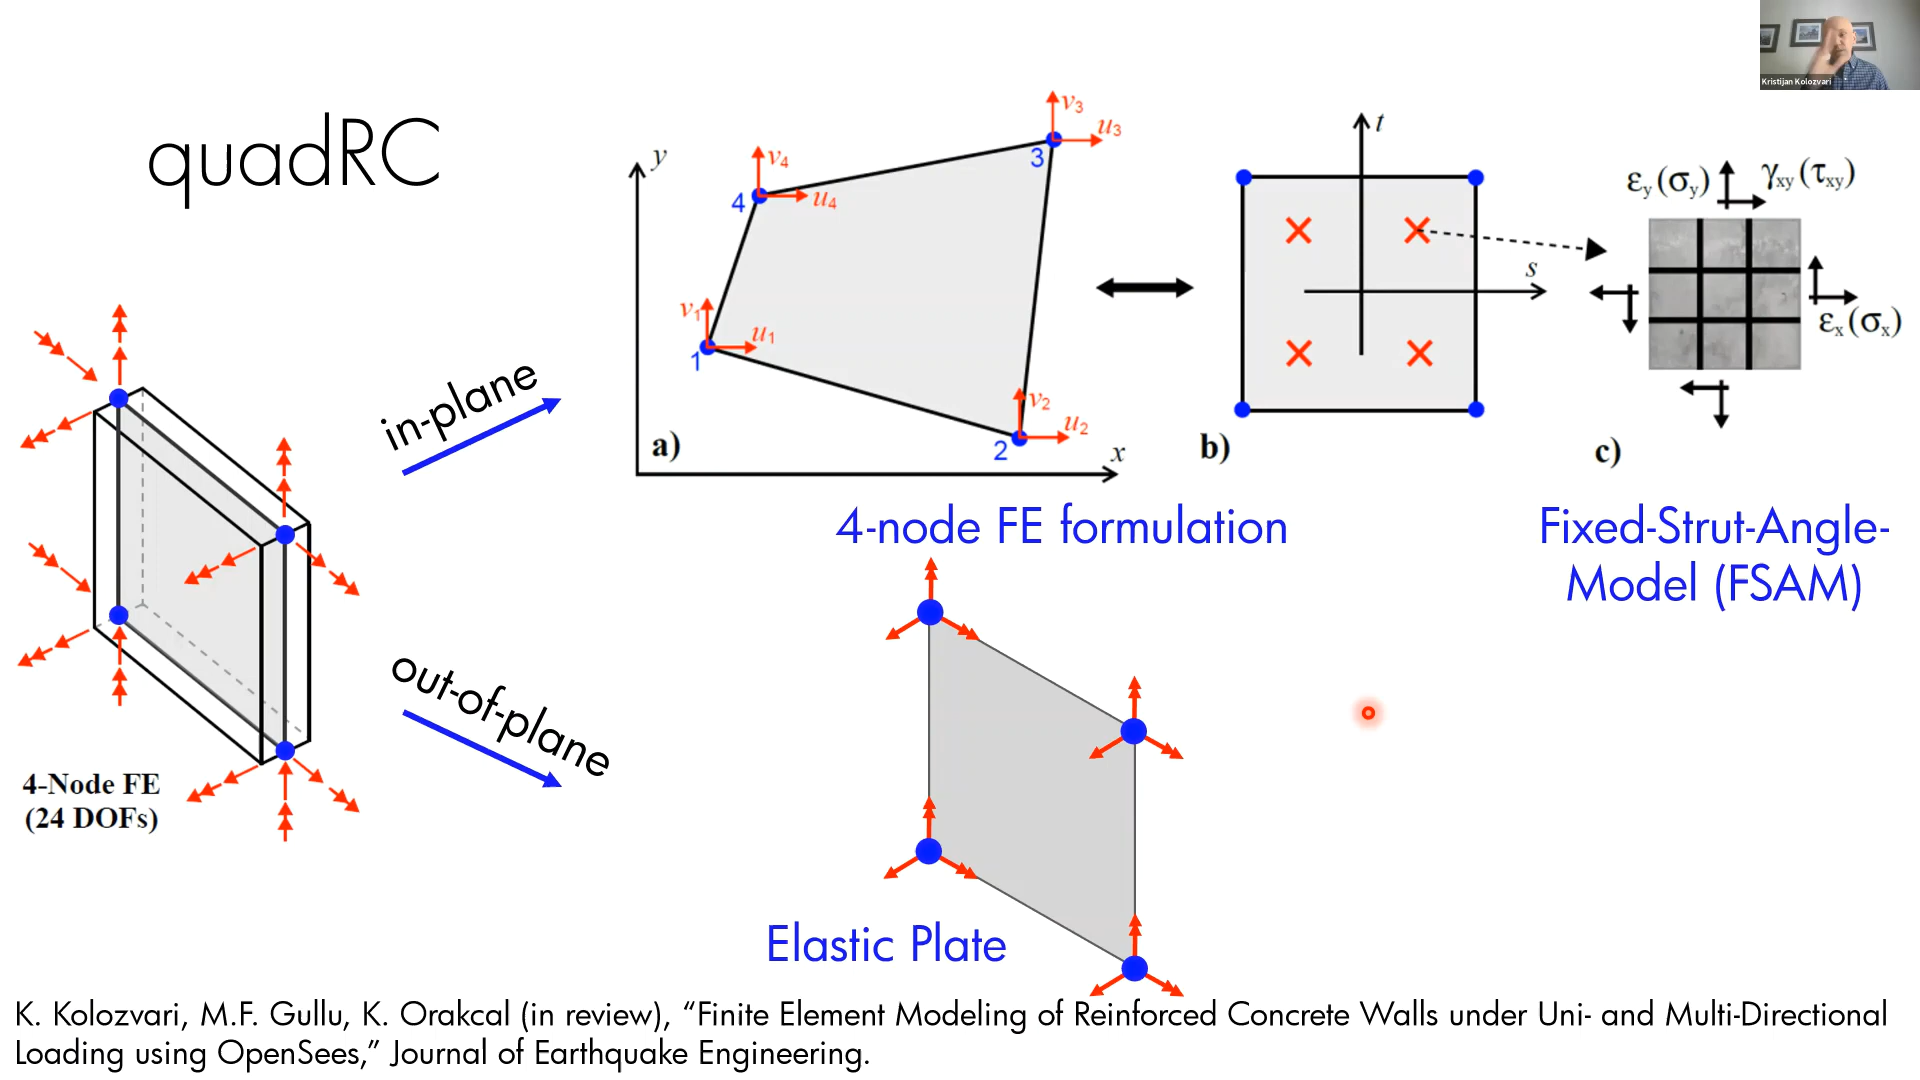 Kristijan Kolozvari
quadRC
y
v4
u4
4
v3
u3
3
v1
u1
1
v2
u2
2
a)
x
t
s
b)
εy(σy)
γxy(τxy)
εx(σx)
c)
in-plane
4-node FE formulation
Fixed-Strut-Angle-
Model (FSAM)
out-of-plane
4-Node FE
(24 DOFs)
Elastic Plate
K. Kolozvari, M.F. Gullu, K. Orakcal (in review), “Finite Element Modeling of Reinforced Concrete Walls under Uni- and Multi-Directional
Loading using OpenSees,” Journal of Earthquake Engineering.